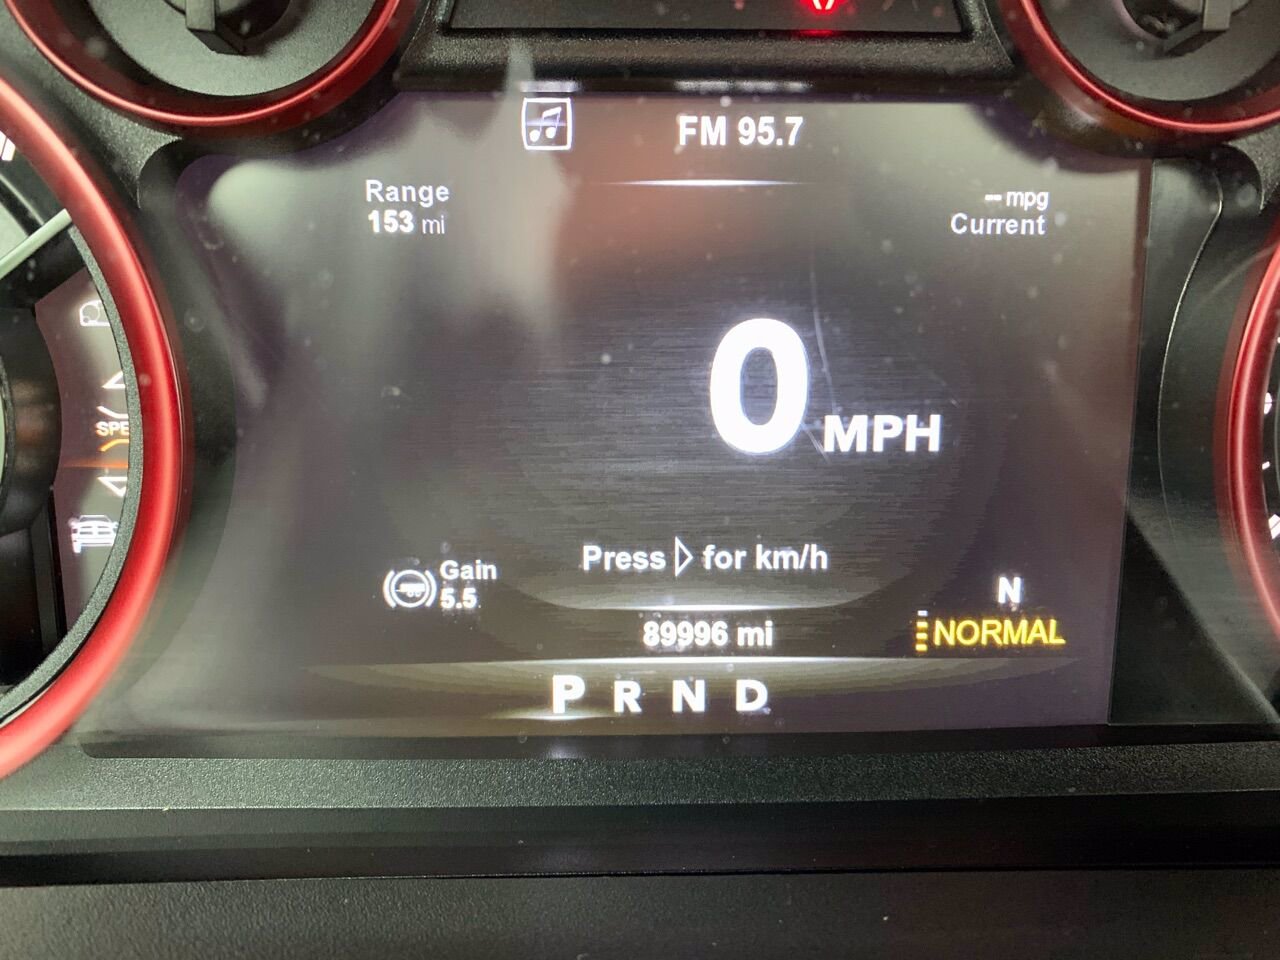 FM 95.7
Range
153 mi
-- mpg
Current
0 MPH
SPE
Press ▷ for km/h
Gain
5.5
N
89996 mi
NORMAL
P R N D